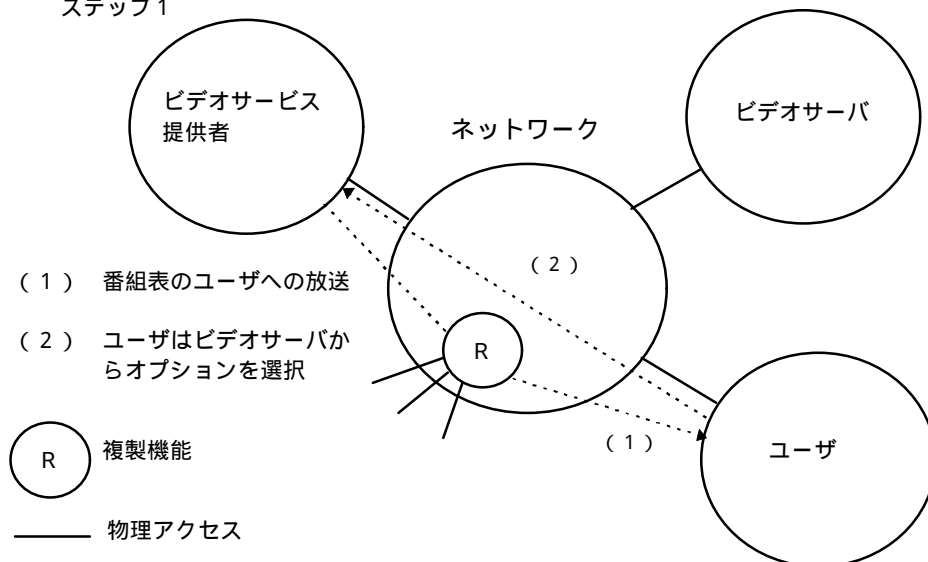 ステップ1
ビデオサービス
提供者
ネットワーク
ビデオサーバ
(2)
(1) 番組表のユーザへの放送
(2) ユーザはビデオサーバか
らオプションを選択
R
(1)
ユーザ
R 複製機能
物理アクセス